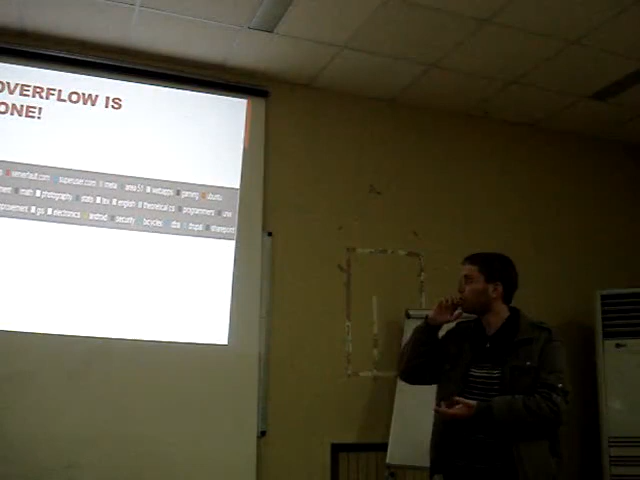 OVERFLOW IS
ONE!
serverfault.com superuser.com meta area 51 webapps gaming ubuntu
math photography stats tex english theoretical cs programmers unix
provement gis electronics android security bicycles dba drupal sharepoint